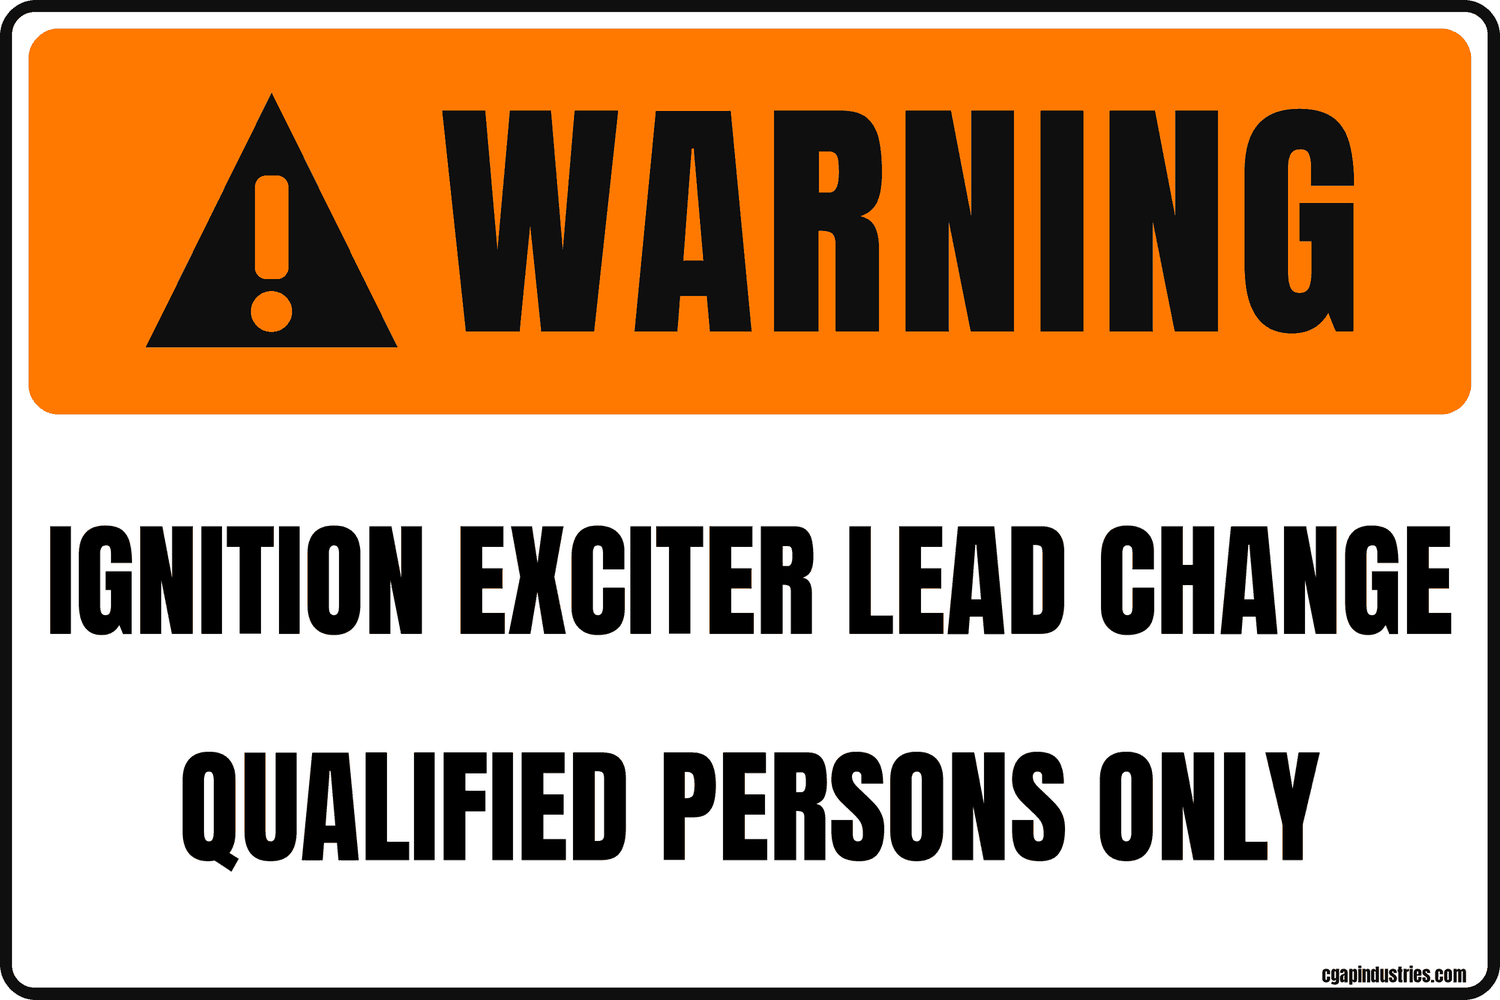 WARNING
IGNITION EXCITER LEAD CHANGE
QUALIFIED PERSONS ONLY
cgapindustries.com